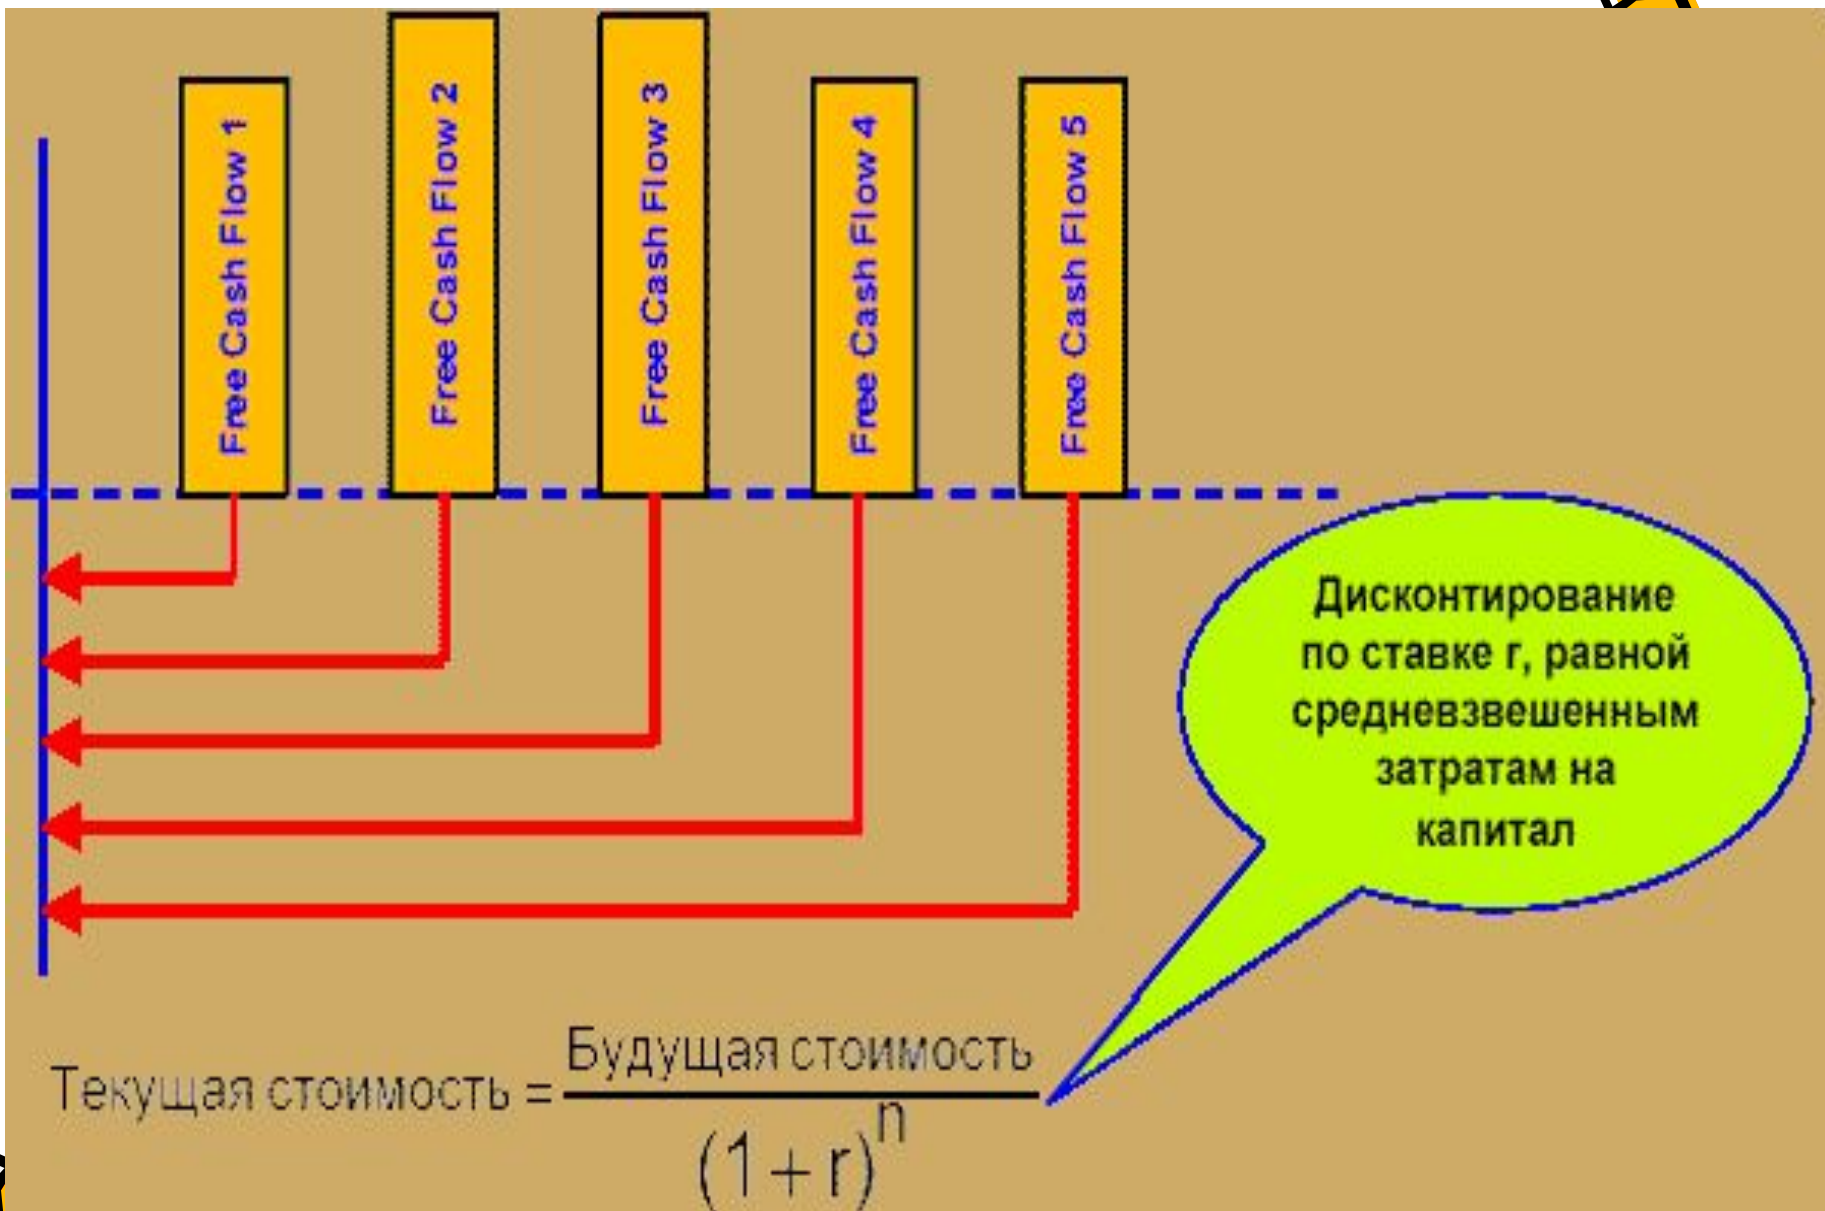 Free Cash Flow 1
Free Cash Flow 2
Free Cash Flow 3
Free Cash Flow 4
Free Cash Flow 5
Дисконтирование
по ставке r, равной
средневзвешенным
затратам на
капитал
Текущая стоимость = Будущая стоимость
(1+r)^n